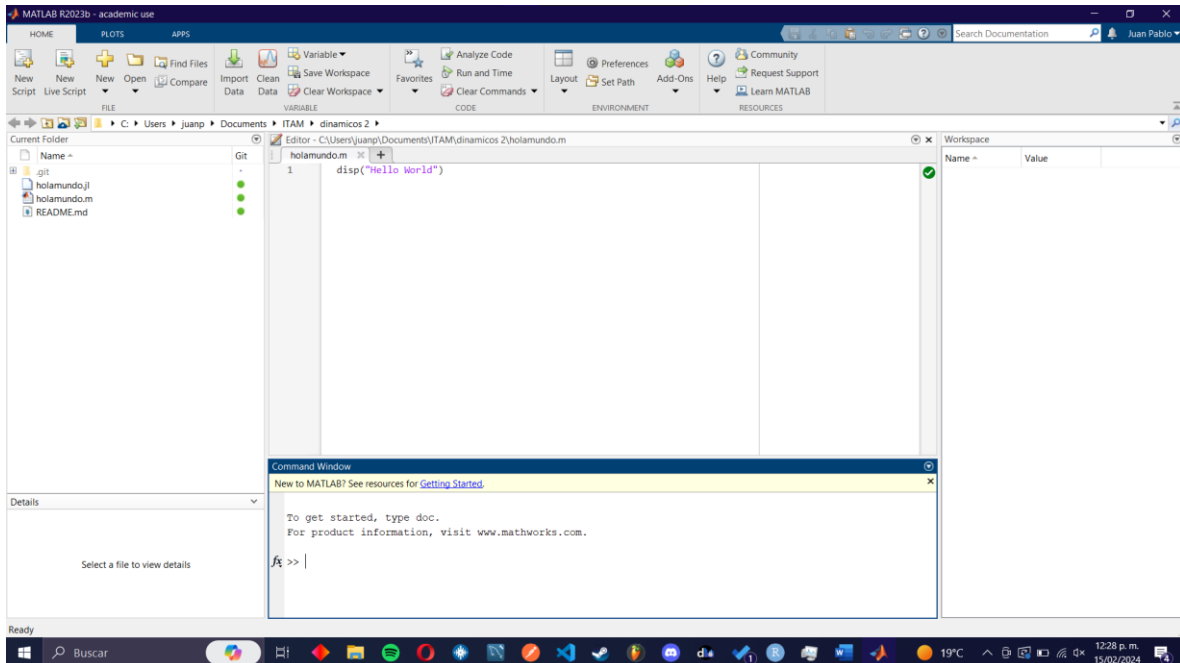 MATLAB R2023b - academic use
HOME PLOTS APPS
Search Documentation
Juan Pablo
New Script
New Live Script
New
Open
Find Files
Compare
Import Data
Clean Data
Variable
Save Workspace
Clear Workspace
Favorites
Analyze Code
Run and Time
Clear Commands
Layout
Preferences
Set Path
Add-Ons
Help
Community
Request Support
Learn MATLAB
FILE VARIABLE CODE ENVIRONMENT RESOURCES
C: Users juanp Documents ITAM dinamicos 2
Current Folder
Name Git
.git
holamundo.jl
holamundo.m
README.md
Details
Select a file to view details
Editor - C:\Users\juanp\Documents\ITAM\dinamicos 2\holamundo.m
holamundo.m
1 disp("Hello World")
Command Window
New to MATLAB? See resources for Getting Started.
To get started, type doc.
For product information, visit www.mathworks.com.
fx >>
Workspace
Name Value
Ready
Buscar
19°C
12:28 p. m.
15/02/2024